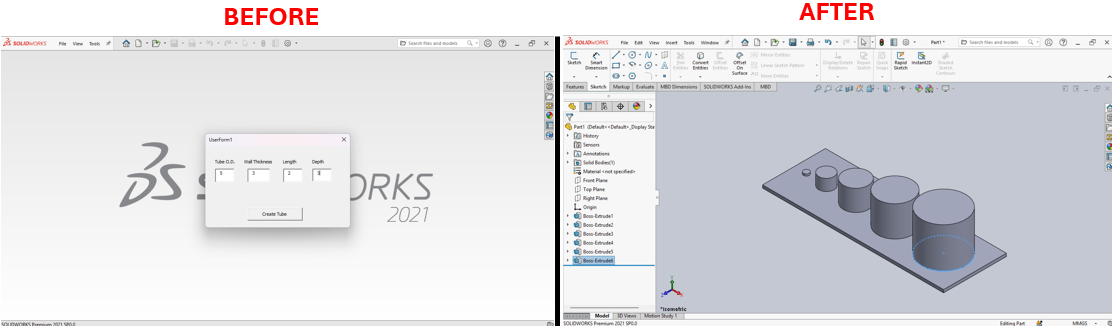 BEFORE
AFTER
SOLIDWORKS File View Tools Search files and models
UserForm1
Tube O.D. Wall Thickness Length Depth
5 3 2 3
Create Tube
SOLIDWORKS
2021
SOLIDWORKS Premium 2021 SP0.0
SOLIDWORKS File Edit View Insert Tools Window Part1 * Search files and models
Sketch Smart Dimension Trim Entities Convert Entities Offset Entities Offset On Surface Mirror Entities Linear Sketch Pattern Move Entities Display/Delete Relations Repair Sketch Quick Snaps Rapid Sketch Instant2D Shaded Sketch Contours
Features Sketch Markup Evaluate MBD Dimensions SOLIDWORKS Add-Ins MBD
Part1 (Default<<Default>_Display Sta
History
Sensors
Annotations
Solid Bodies(1)
Material <not specified>
Front Plane
Top Plane
Right Plane
Origin
Boss-Extrude1
Boss-Extrude2
Boss-Extrude3
Boss-Extrude4
Boss-Extrude5
Boss-Extrude6
*Isometric
Model 3D Views Motion Study 1
SOLIDWORKS Premium 2021 SP0.0 Editing Part MMGS